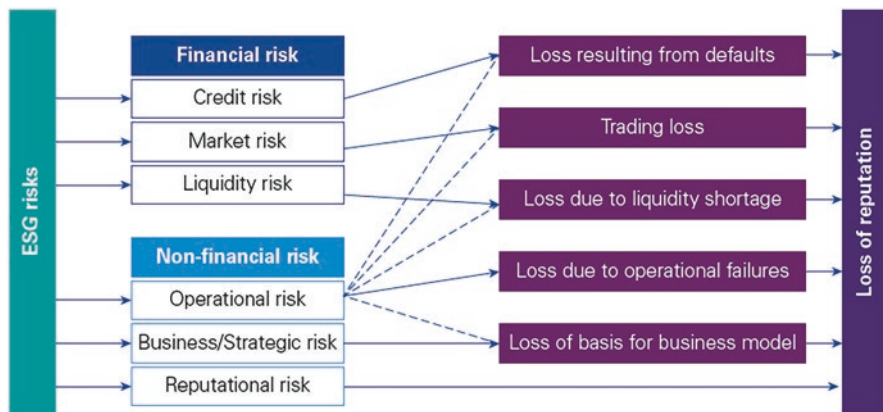 ESG risks
Financial risk
Credit risk
Market risk
Liquidity risk
Non-financial risk
Operational risk
Business/Strategic risk
Reputational risk
Loss resulting from defaults
Trading loss
Loss due to liquidity shortage
Loss due to operational failures
Loss of basis for business model
Loss of reputation